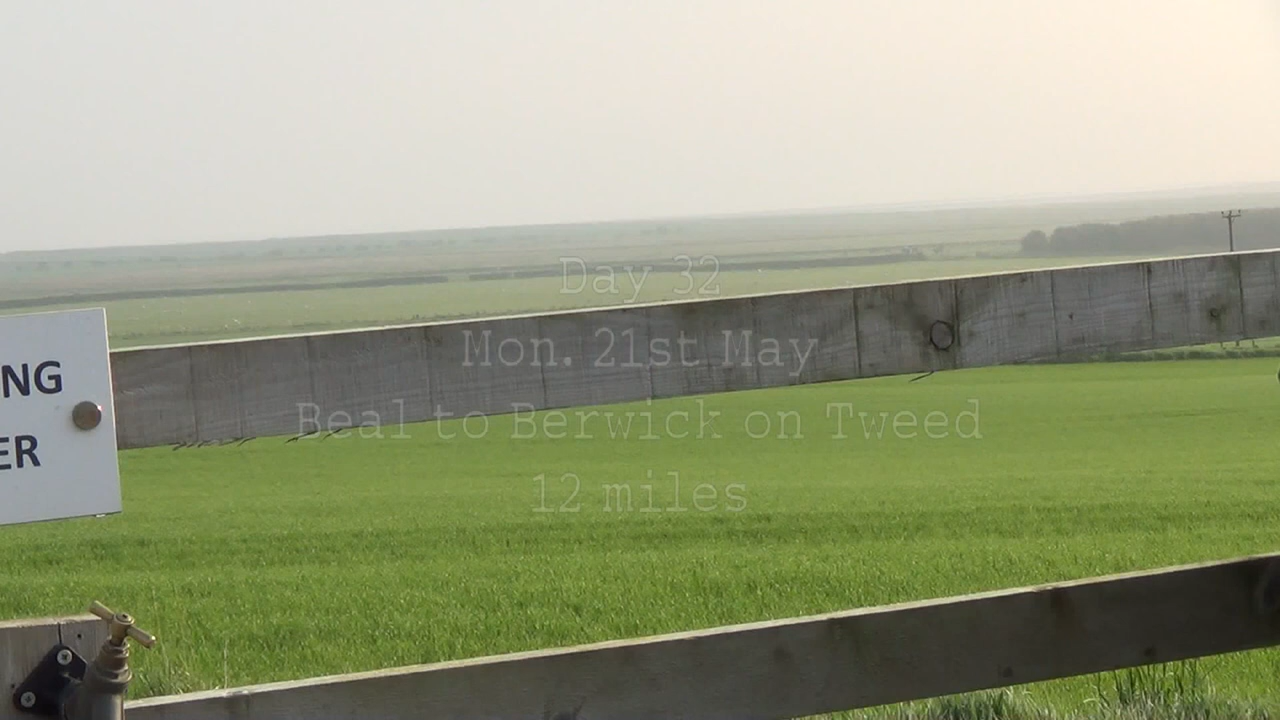 Day 32
Mon. 21st May
Beal to Berwick on Tweed
12 miles
NG
ER